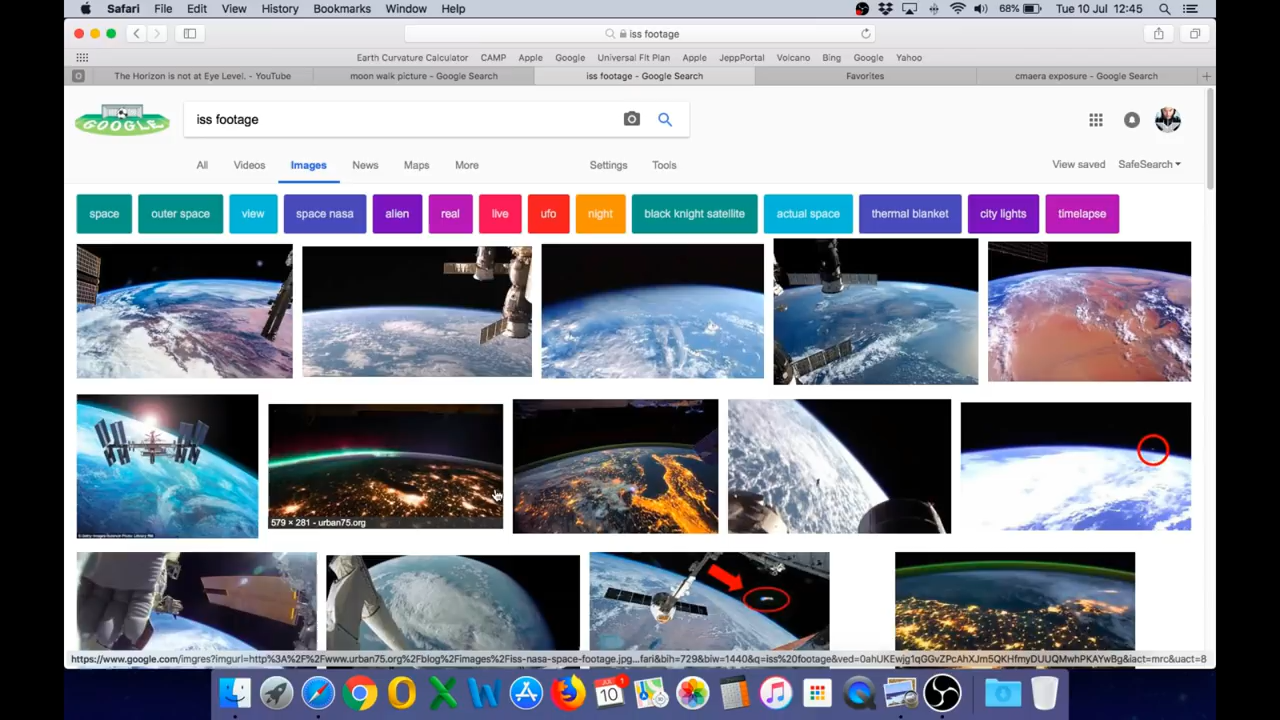 Safari File Edit View History Bookmarks Window Help 68% Tue 10 Jul 12:45
iss footage
Earth Curvature Calculator CAMP Apple Google Universal Flt Plan Apple JeppPortal Volcano Bing Google Yahoo
The Horizon is not at Eye Level. - YouTube moon walk picture - Google Search iss footage - Google Search Favorites cmaera exposure - Google Search
GOOGLE iss footage
All Videos Images News Maps More Settings Tools View saved SafeSearch
space outer space view space nasa alien real live ufo night black knight satellite actual space thermal blanket city lights timelapse
579 × 281 - urban75.org
https://www.google.com/imgres?imgurl=http%3A%2F%2Fwww.urban75.org%2Fblog%2Fimages%2Fiss-nasa-space-footage.jpg...fari&bih=729&biw=1440&q=iss%20footage&ved=0ahUKEwjg1qGGvZPcAhXJm5QKHfmyDUUQMwhPKAYwBg&iact=mrc&uact=8
JUL 10 1